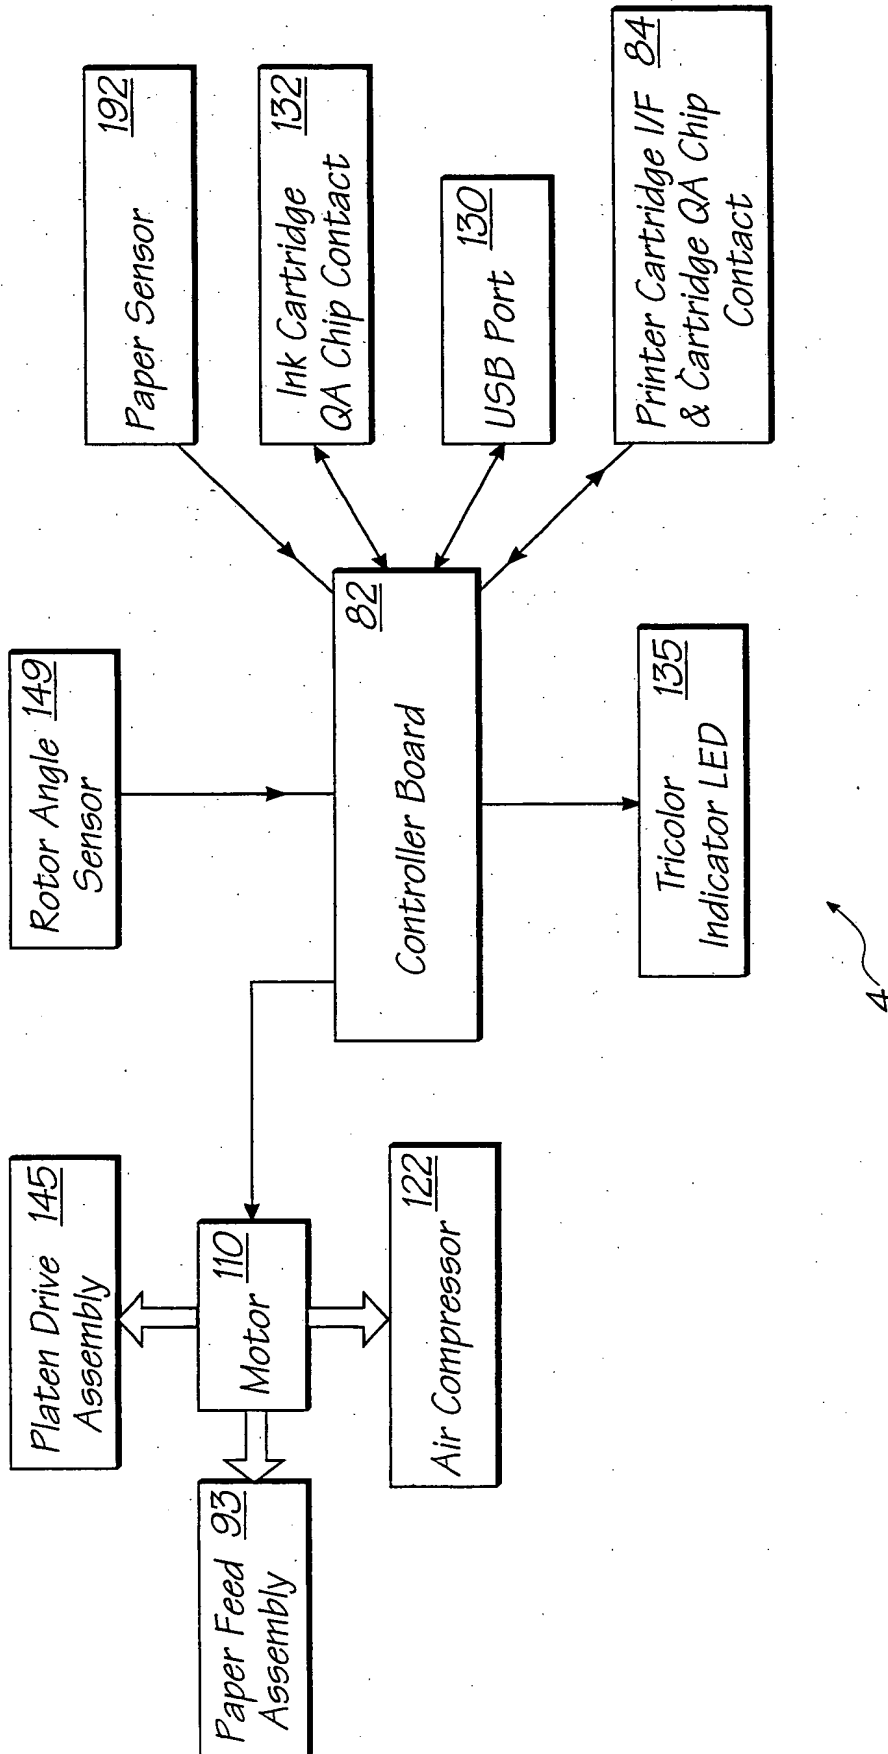 Paper Feed 93
Assembly
Platen Drive 145
Assembly
110
Motor
122
Air Compressor
Rotor Angle 149
Sensor
82
Controller Board
Tricolor 135
Indicator LED
192
Paper Sensor
Ink Cartridge 132
QA Chip Contact
USB Port 130
Printer Cartridge I/F 84
& Cartridge QA Chip
Contact
4